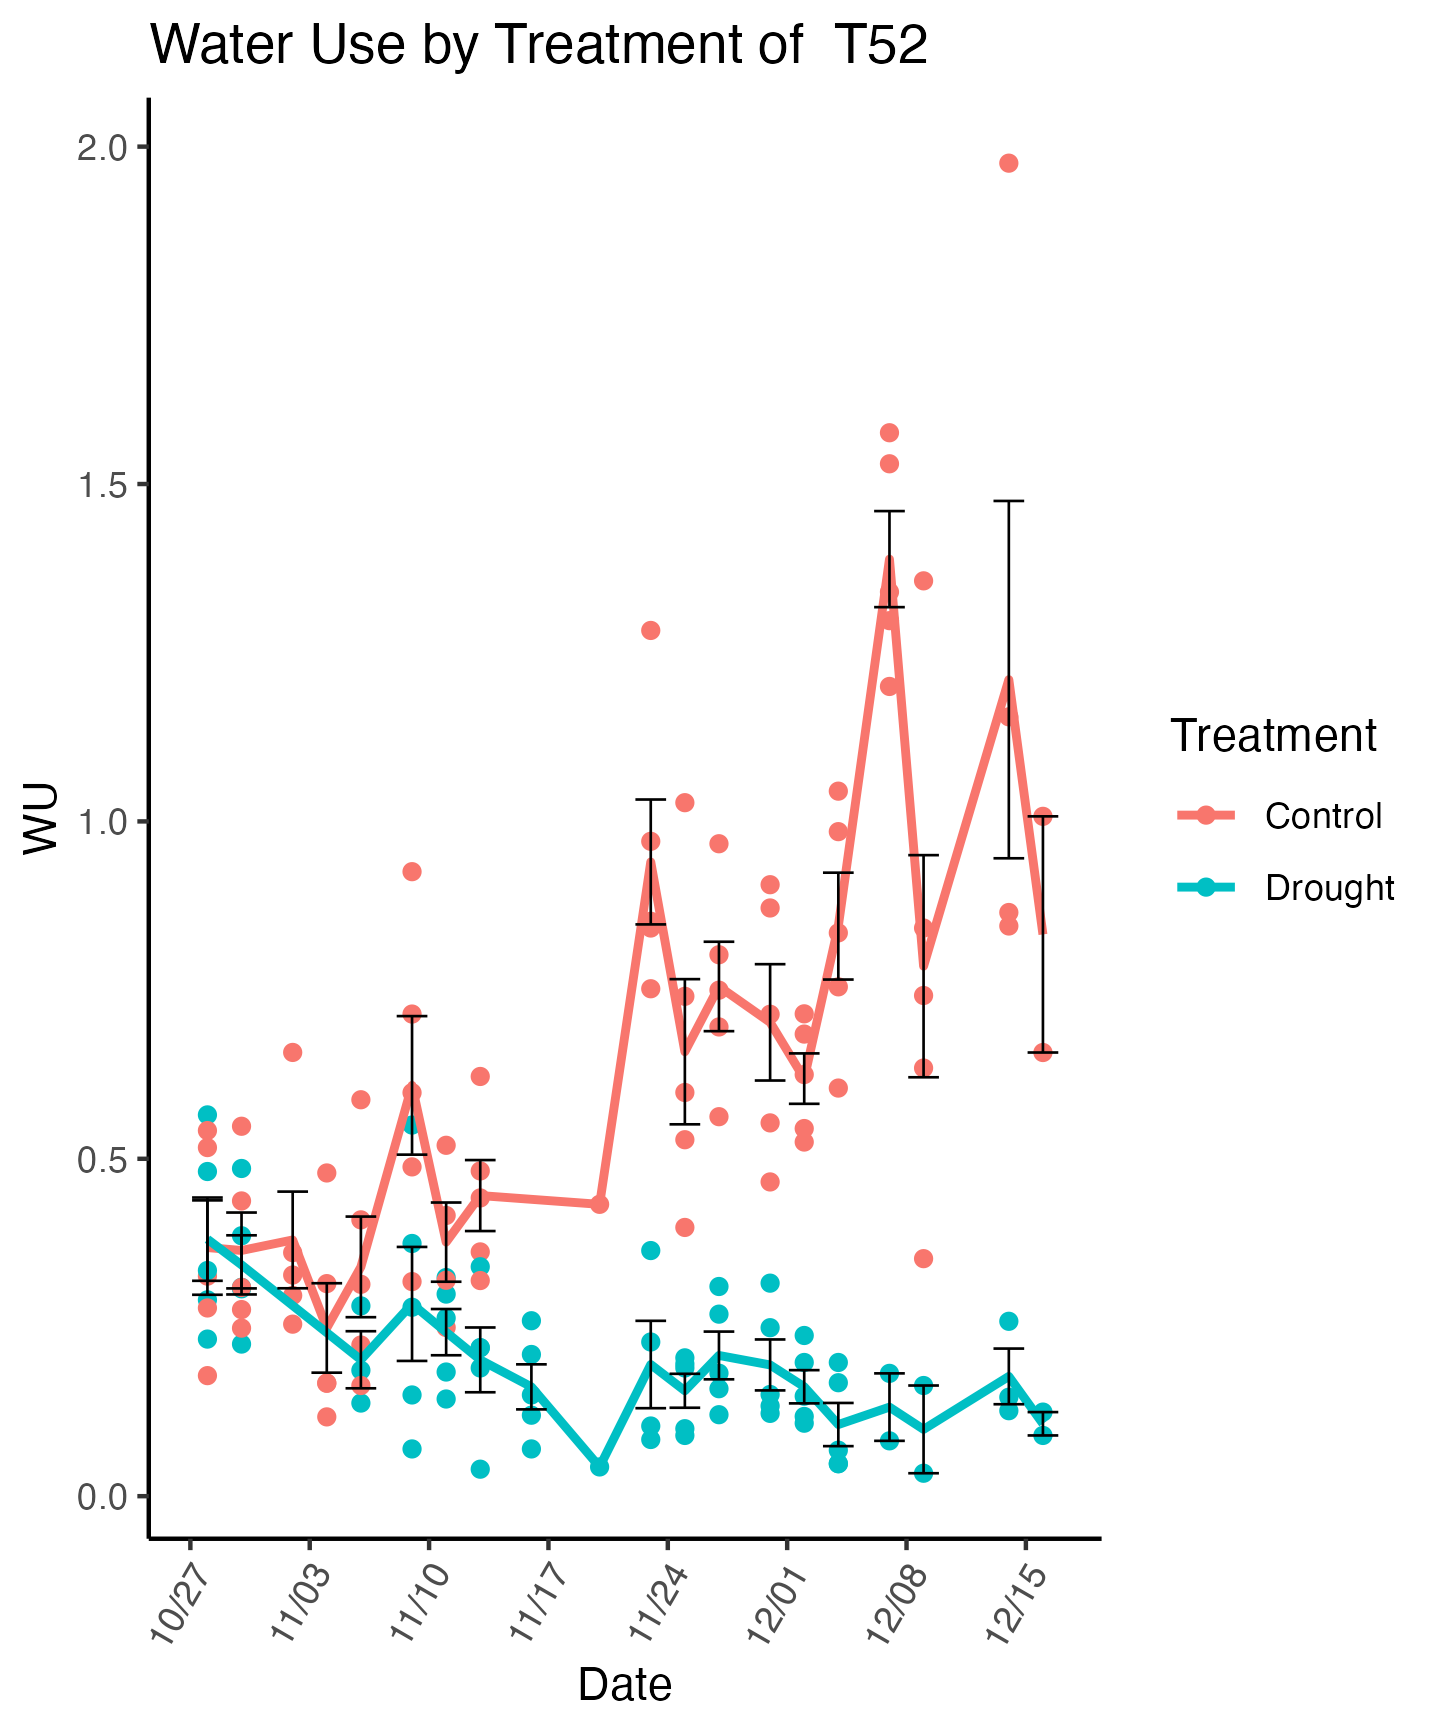 Water Use by Treatment of  T52
2.0
1.5
1.0
0.5
0.0
WU
10/27
11/03
11/10
11/17
11/24
12/01
12/08
12/15
Date
Treatment
Control
Drought